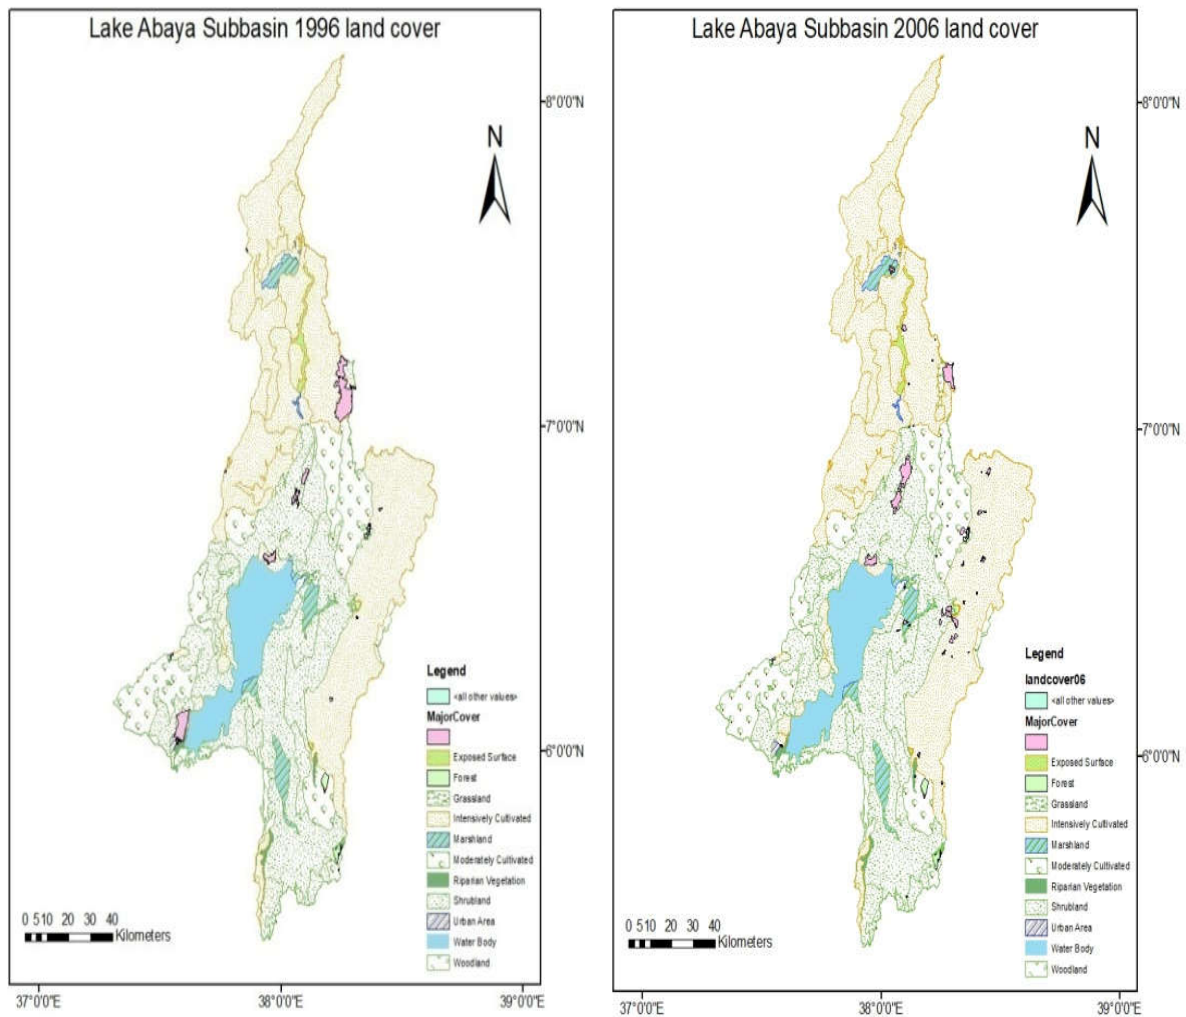 Lake Abaya Subbasin 1996 land cover
8°0'0"N
N
7°0'0"N
Legend
<all other values>
MajorCover
Exposed Surface
Forest
Grassland
Intensively Cultivated
Marshland
Moderately Cultivated
Riparian Vegetation
Shrubland
Urban Area
Water Body
Woodland
6°0'0"N
0 5 10 20 30 40
Kilometers
37°0'0"E
38°0'0"E
39°0'0"E
Lake Abaya Subbasin 2006 land cover
8°0'0"N
N
7°0'0"N
Legend
landcover06
<all other values>
MajorCover
Exposed Surface
Forest
Grassland
Intensively Cultivated
Marshland
Moderately Cultivated
Riparian Vegetation
Shrubland
Urban Area
Water Body
Woodland
6°0'0"N
0 5 10 20 30 40
Kilometers
37°0'0"E
38°0'0"E
39°0'0"E